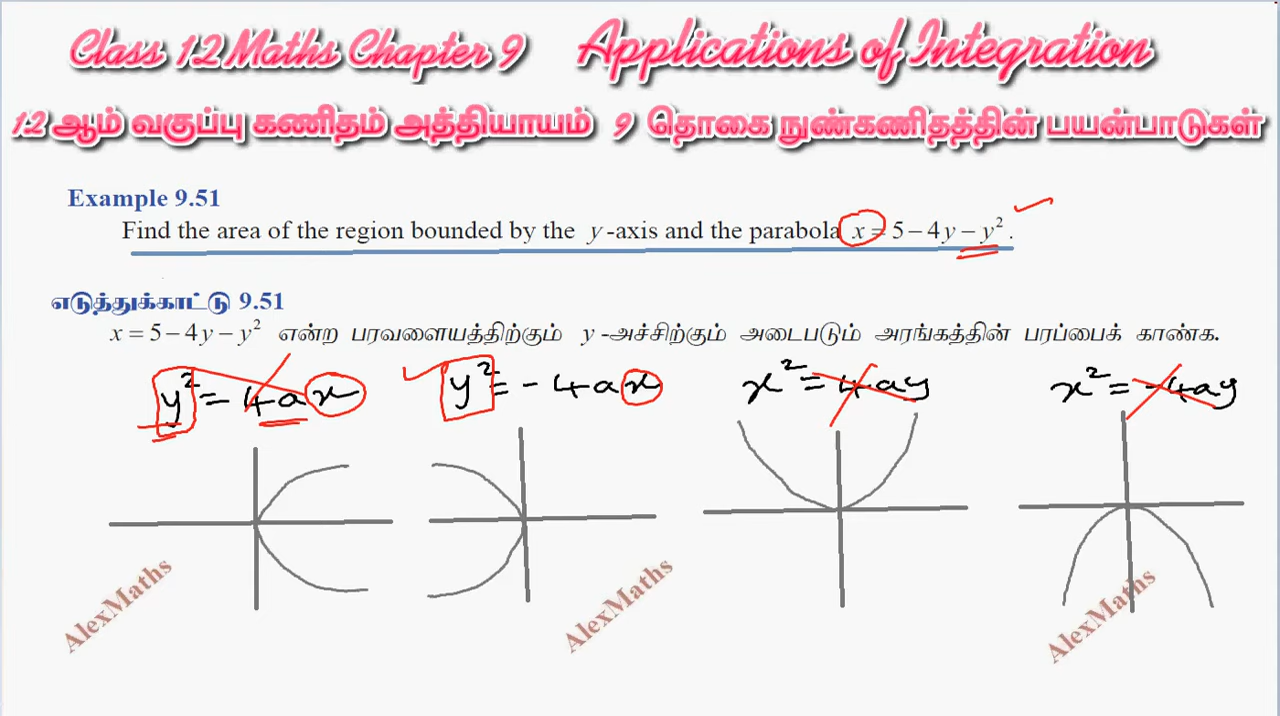 Class 12 Maths Chapter 9 Applications of Integration
12 ஆம் வகுப்பு கணிதம் அத்தியாயம் 9 தொகை நுண்கணிதத்தின் பயன்பாடுகள்
Example 9.51
Find the area of the region bounded by the y-axis and the parabola x = 5 − 4y − y².
எடுத்துக்காட்டு 9.51
x = 5 − 4y − y² என்ற பரவளையத்திற்கும் y-அச்சிற்கும் அடைபடும் அரங்கத்தின் பரப்பைக் காண்க.
y² = 4ax y² = -4ax x² = 4ay x² = -4ay
AlexMaths AlexMaths AlexMaths